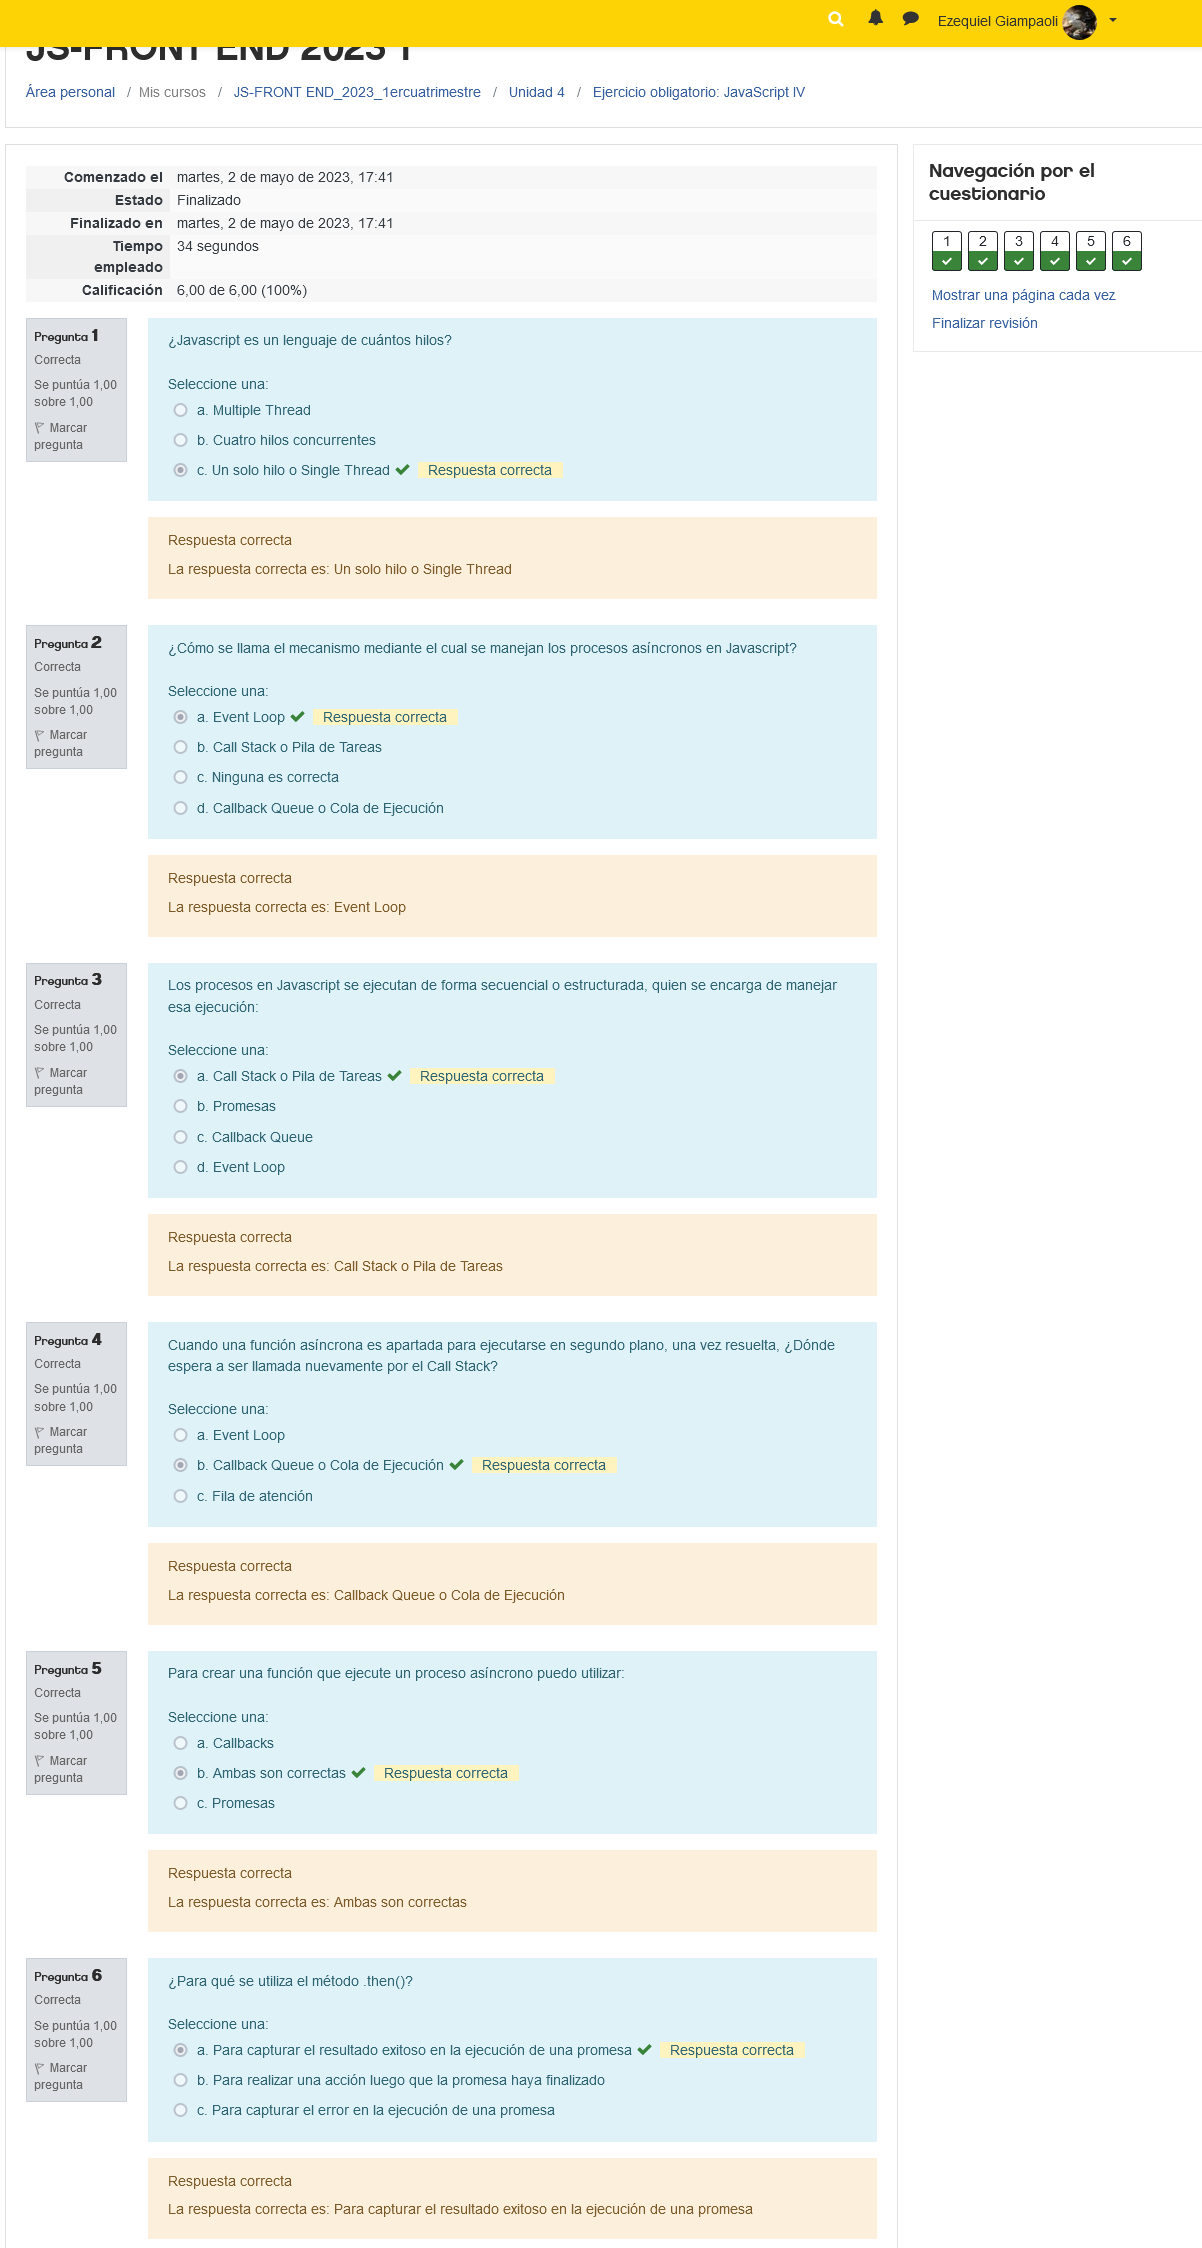 Ezequiel Giampaoli
JS-FRONT END 2023 1
Área personal / Mis cursos / JS-FRONT END_2023_1ercuatrimestre / Unidad 4 / Ejercicio obligatorio: JavaScript IV
Comenzado el martes, 2 de mayo de 2023, 17:41
Estado Finalizado
Finalizado en martes, 2 de mayo de 2023, 17:41
Tiempo 34 segundos
empleado
Calificación 6,00 de 6,00 (100%)
Navegación por el
cuestionario
1 2 3 4 5 6
Mostrar una página cada vez
Finalizar revisión
Pregunta 1
Correcta
Se puntúa 1,00
sobre 1,00
Marcar
pregunta
¿Javascript es un lenguaje de cuántos hilos?
Seleccione una:
a. Multiple Thread
b. Cuatro hilos concurrentes
c. Un solo hilo o Single Thread Respuesta correcta
Respuesta correcta
La respuesta correcta es: Un solo hilo o Single Thread
Pregunta 2
Correcta
Se puntúa 1,00
sobre 1,00
Marcar
pregunta
¿Cómo se llama el mecanismo mediante el cual se manejan los procesos asíncronos en Javascript?
Seleccione una:
a. Event Loop Respuesta correcta
b. Call Stack o Pila de Tareas
c. Ninguna es correcta
d. Callback Queue o Cola de Ejecución
Respuesta correcta
La respuesta correcta es: Event Loop
Pregunta 3
Correcta
Se puntúa 1,00
sobre 1,00
Marcar
pregunta
Los procesos en Javascript se ejecutan de forma secuencial o estructurada, quien se encarga de manejar
esa ejecución:
Seleccione una:
a. Call Stack o Pila de Tareas Respuesta correcta
b. Promesas
c. Callback Queue
d. Event Loop
Respuesta correcta
La respuesta correcta es: Call Stack o Pila de Tareas
Pregunta 4
Correcta
Se puntúa 1,00
sobre 1,00
Marcar
pregunta
Cuando una función asíncrona es apartada para ejecutarse en segundo plano, una vez resuelta, ¿Dónde
espera a ser llamada nuevamente por el Call Stack?
Seleccione una:
a. Event Loop
b. Callback Queue o Cola de Ejecución Respuesta correcta
c. Fila de atención
Respuesta correcta
La respuesta correcta es: Callback Queue o Cola de Ejecución
Pregunta 5
Correcta
Se puntúa 1,00
sobre 1,00
Marcar
pregunta
Para crear una función que ejecute un proceso asíncrono puedo utilizar:
Seleccione una:
a. Callbacks
b. Ambas son correctas Respuesta correcta
c. Promesas
Respuesta correcta
La respuesta correcta es: Ambas son correctas
Pregunta 6
Correcta
Se puntúa 1,00
sobre 1,00
Marcar
pregunta
¿Para qué se utiliza el método .then()?
Seleccione una:
a. Para capturar el resultado exitoso en la ejecución de una promesa Respuesta correcta
b. Para realizar una acción luego que la promesa haya finalizado
c. Para capturar el error en la ejecución de una promesa
Respuesta correcta
La respuesta correcta es: Para capturar el resultado exitoso en la ejecución de una promesa